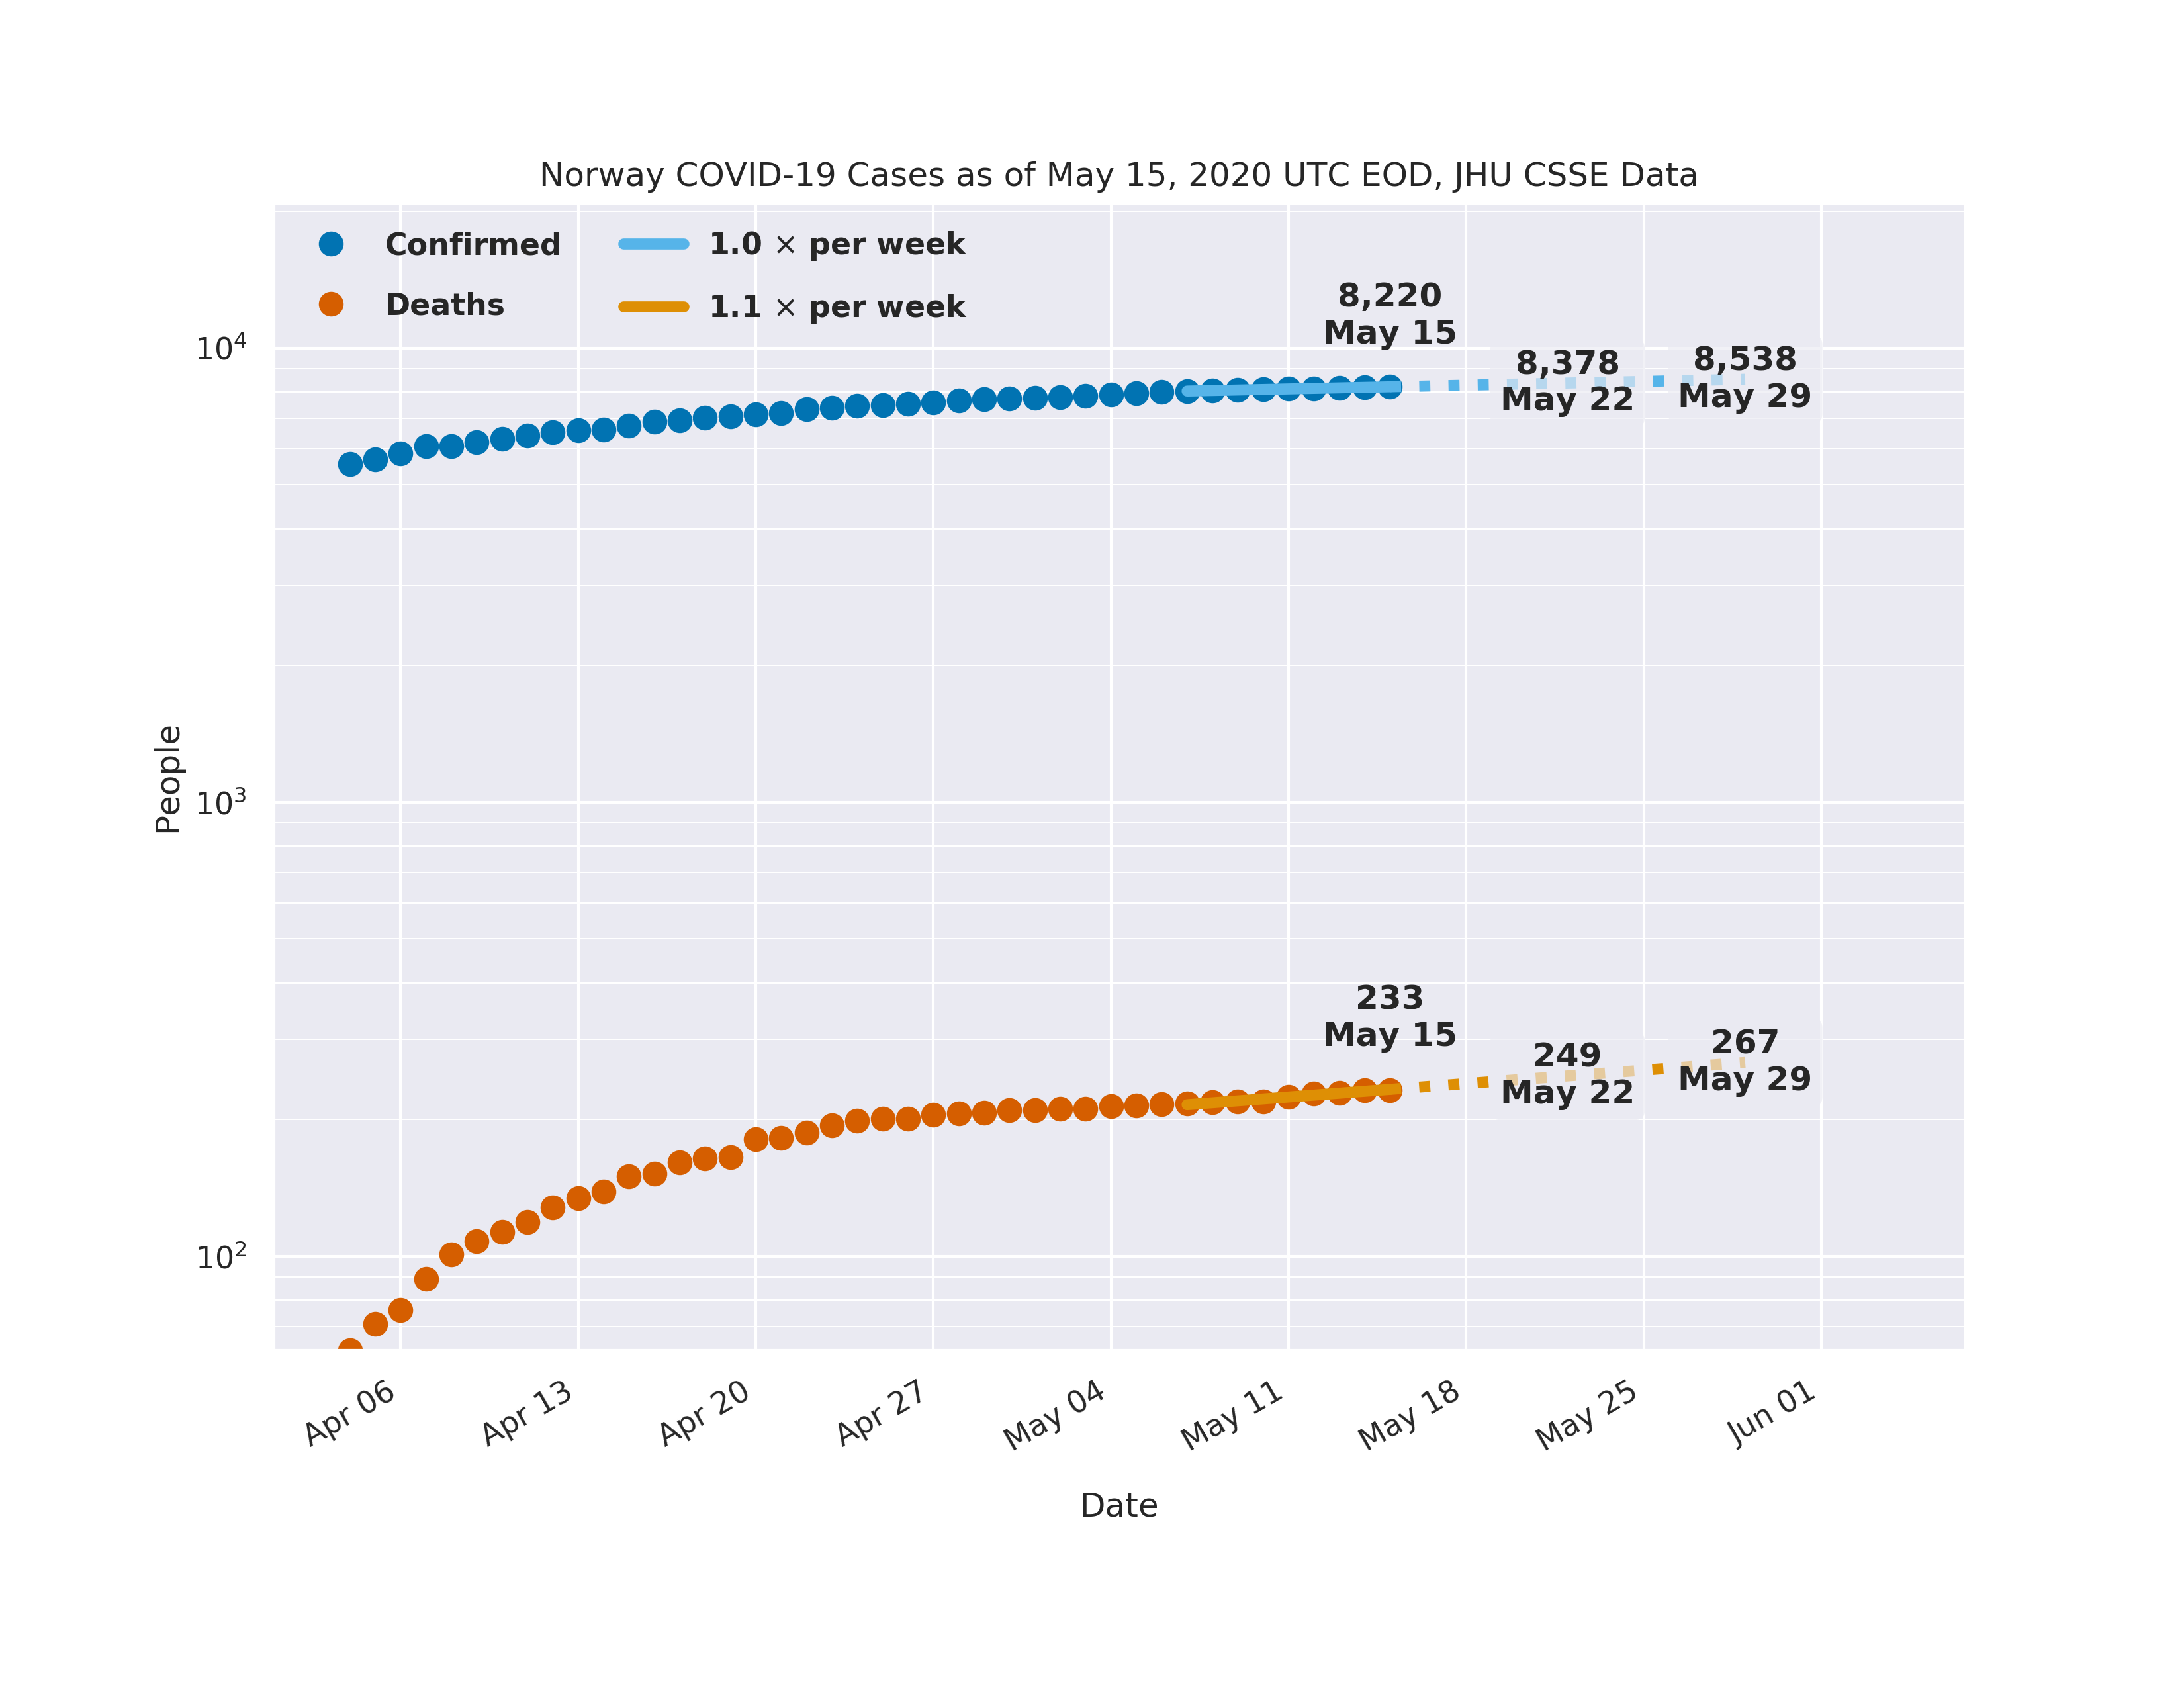 Norway COVID-19 Cases as of May 15, 2020 UTC EOD, JHU CSSE Data
Confirmed
Deaths
1.0 × per week
1.1 × per week
8,220
May 15
8,378
May 22
8,538
May 29
10⁴
People
10³
233
May 15
249
May 22
267
May 29
10²
Apr 06
Apr 13
Apr 20
Apr 27
May 04
May 11
May 18
May 25
Jun 01
Date